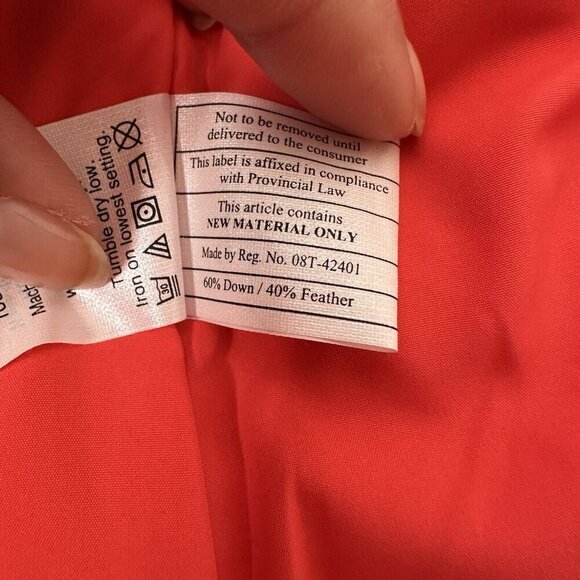 Not to be removed until
delivered to the consumer
This label is affixed in compliance
with Provincial Law
This article contains
NEW MATERIAL ONLY
Made by Reg. No. 08T-42401
60% Down / 40% Feather
Tumble dry low.
Iron on lowest setting.
30